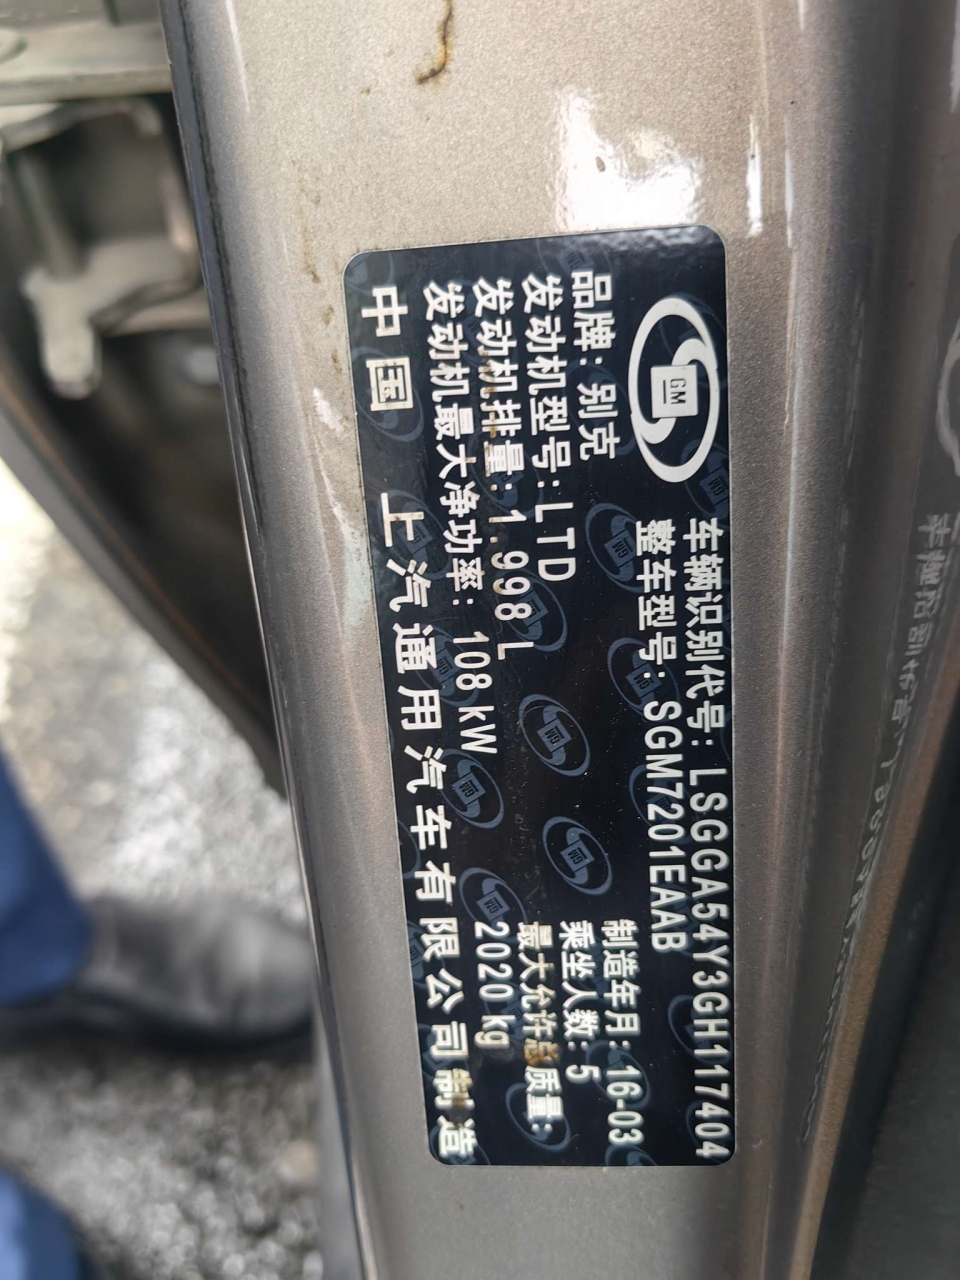 GM
车辆识别代号: LSGGA54Y3GH117404
整车型号: SGM7201EAAB
品牌: 别克
制造年月: 16-03
发动机型号: LTD
乘坐人数: 5
发动机排量: 1.998 L
最大允许总质量:
发动机最大净功率: 108 kW
2020 kg
中国 上汽通用汽车有限公司制造